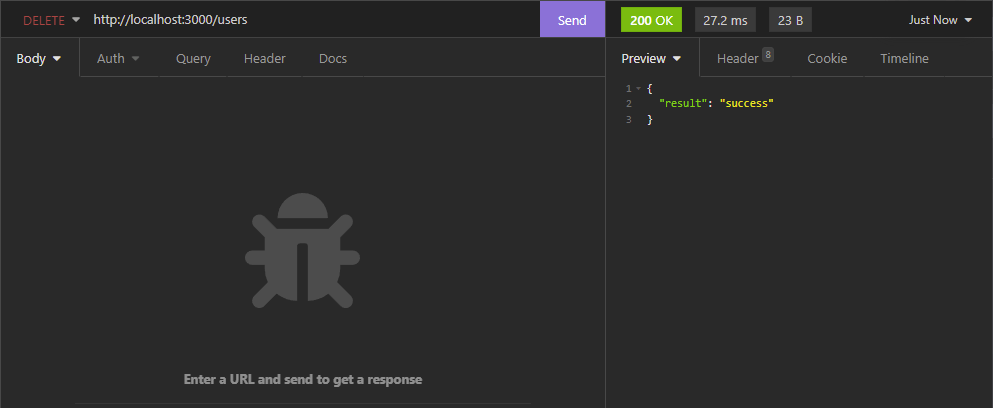 DELETE http://localhost:3000/users Send 200 OK 27.2 ms 23 B Just Now
Body Auth Query Header Docs
Preview Header 8 Cookie Timeline
1 {
2 "result": "success"
3 }
Enter a URL and send to get a response